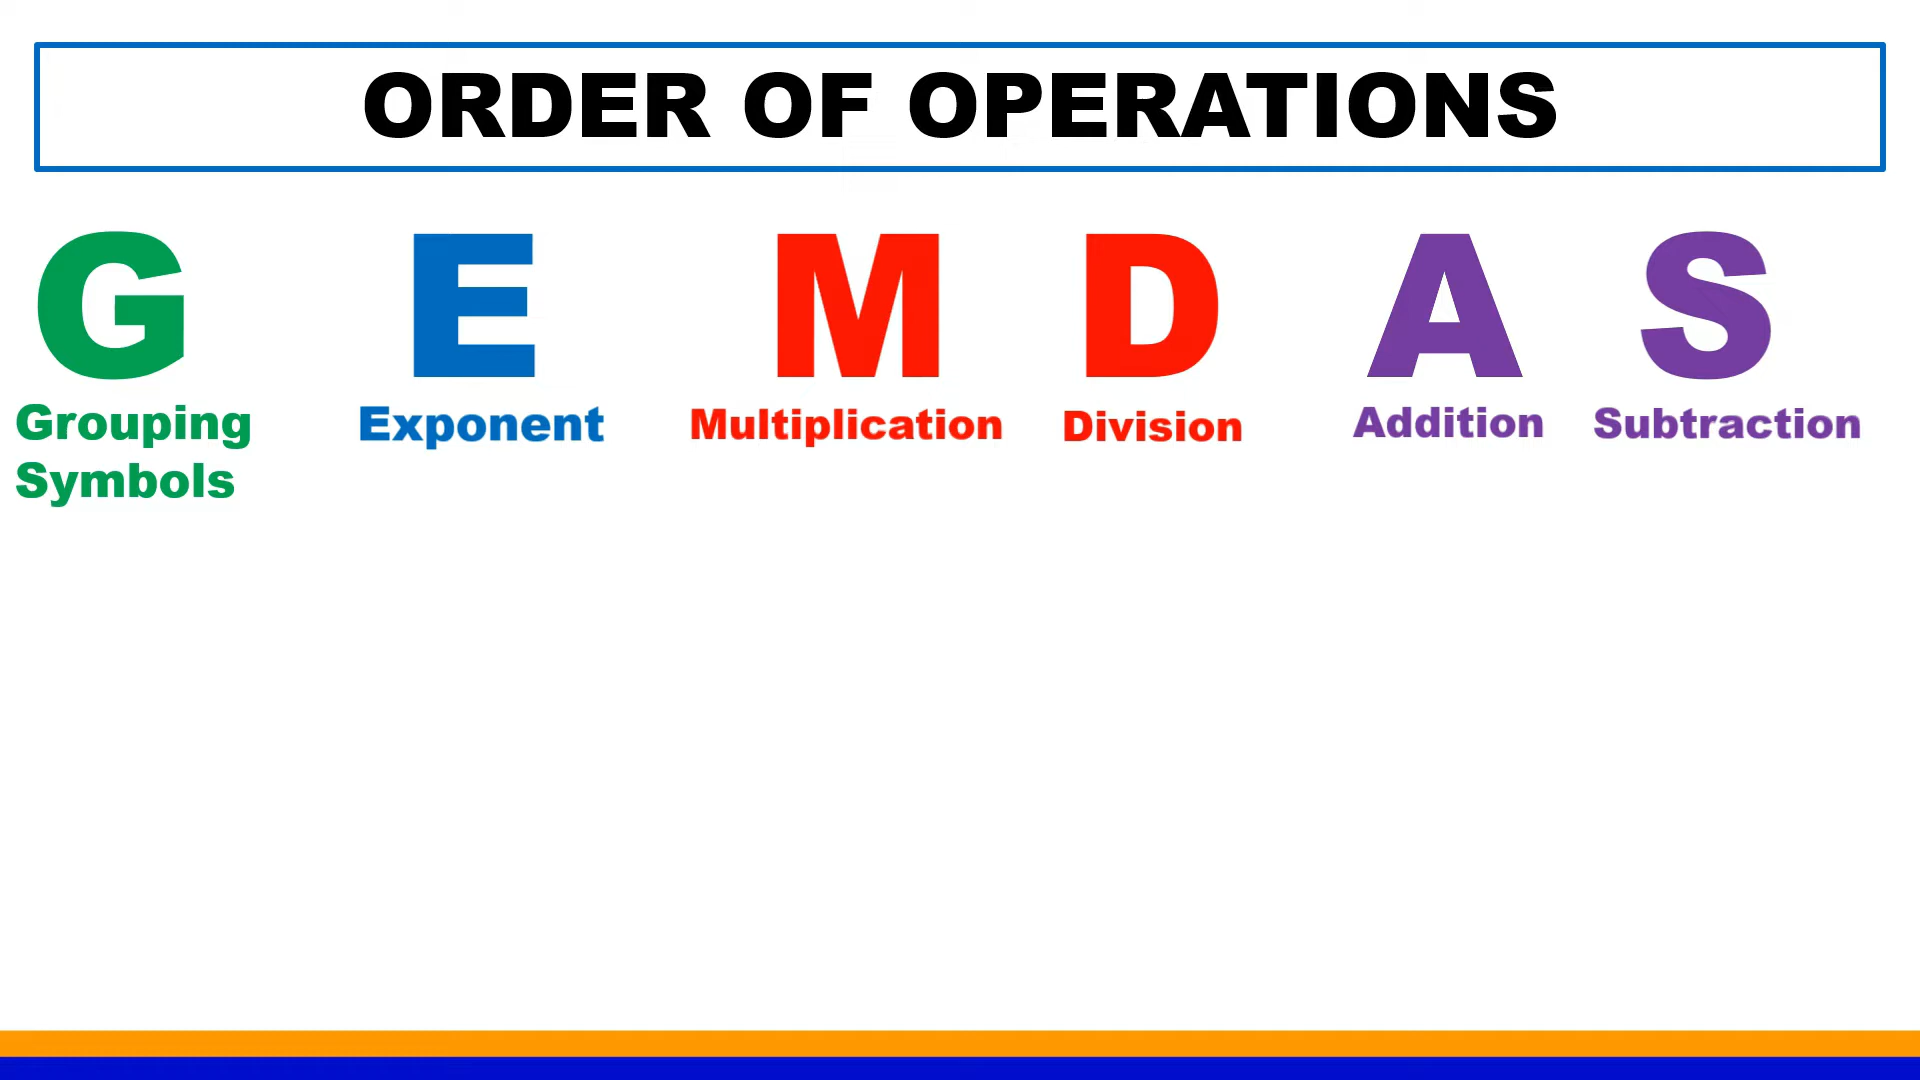 ORDER OF OPERATIONS
G E M D A S
Grouping Symbols Exponent Multiplication Division Addition Subtraction